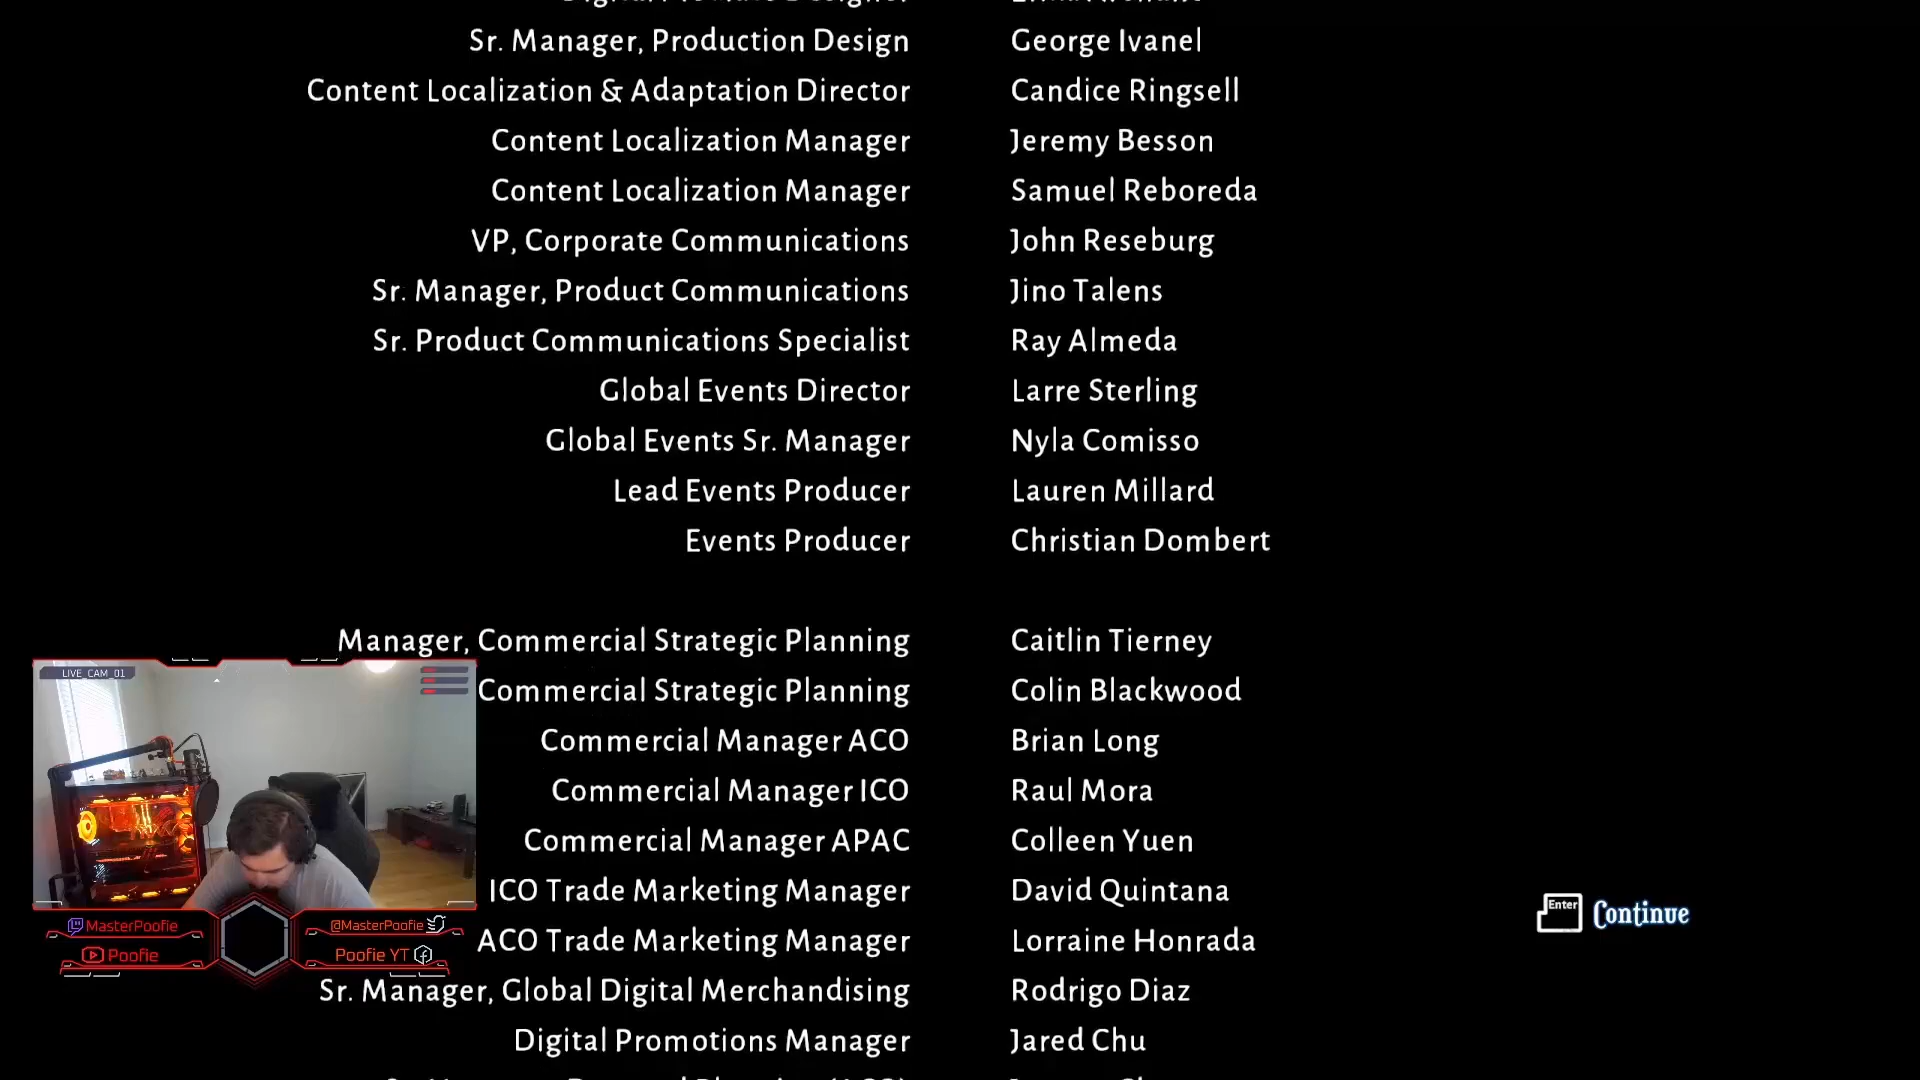 Sr. Manager, Production Design George Ivanel
Content Localization & Adaptation Director Candice Ringsell
Content Localization Manager Jeremy Besson
Content Localization Manager Samuel Reboreda
VP, Corporate Communications John Reseburg
Sr. Manager, Product Communications Jino Talens
Sr. Product Communications Specialist Ray Almeda
Global Events Director Larre Sterling
Global Events Sr. Manager Nyla Comisso
Lead Events Producer Lauren Millard
Events Producer Christian Dombert
Manager, Commercial Strategic Planning Caitlin Tierney
Commercial Strategic Planning Colin Blackwood
Commercial Manager ACO Brian Long
Commercial Manager ICO Raul Mora
Commercial Manager APAC Colleen Yuen
ICO Trade Marketing Manager David Quintana
ACO Trade Marketing Manager Lorraine Honrada
Sr. Manager, Global Digital Merchandising Rodrigo Diaz
Digital Promotions Manager Jared Chu
LIVE_CAM_01
MasterPoofie
@MasterPoofie
Poofie
Poofie YT
Enter Continue